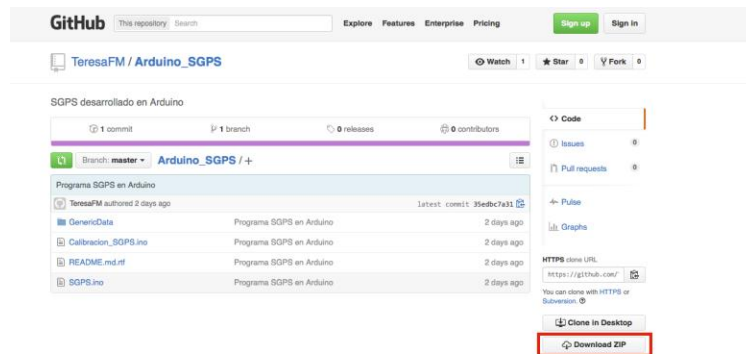 GitHub This repository Search Explore Features Enterprise Pricing Sign up Sign in
TeresaFM / Arduino_SGPS Watch 1 Star 0 Fork 0
SGPS desarrollado en Arduino
1 commit 1 branch 0 releases 0 contributors
Branch: master Arduino_SGPS / +
Programa SGPS en Arduino
TeresaFM authored 2 days ago latest commit 35edbc7a31
GenericData Programa SGPS en Arduino 2 days ago
Calibracion_SGPS.ino Programa SGPS en Arduino 2 days ago
README.md.rtf Programa SGPS en Arduino 2 days ago
SGPS.ino Programa SGPS en Arduino 2 days ago
Code
Issues 0
Pull requests 0
Pulse
Graphs
HTTPS clone URL
https://github.com/
You can clone with HTTPS or
Subversion.
Clone in Desktop
Download ZIP